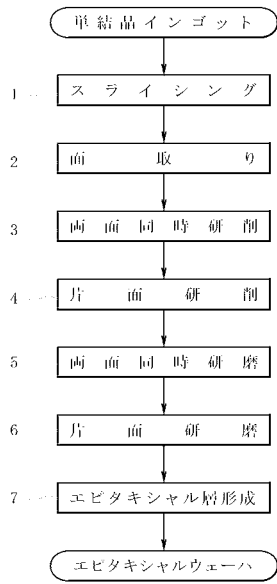 単結晶インゴット
1 スライシング
2 面取り
3 両面同時研削
4 片面研削
5 両面同時研磨
6 片面研磨
7 エピタキシャル層形成
エピタキシャルウェーハ